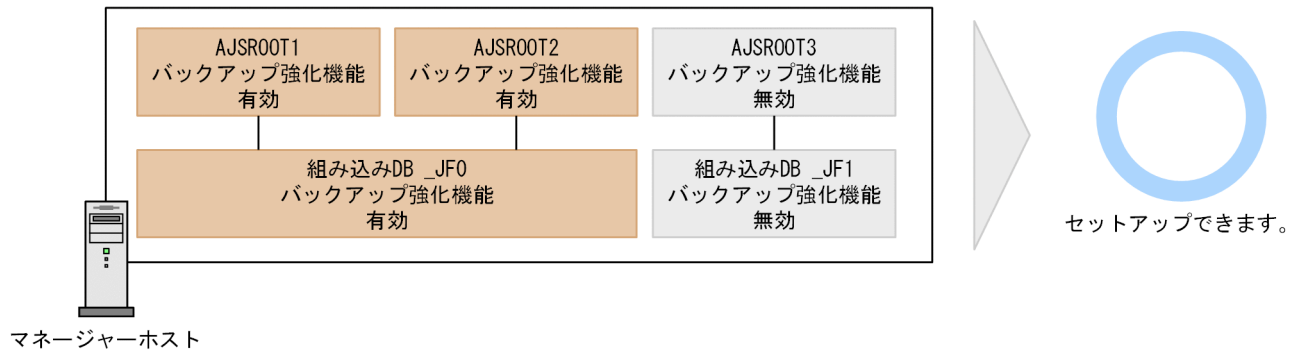 AJSROOT1
バックアップ強化機能
有効
AJSROOT2
バックアップ強化機能
有効
AJSROOT3
バックアップ強化機能
無効
組み込みDB _JF0
バックアップ強化機能
有効
組み込みDB _JF1
バックアップ強化機能
無効
セットアップできます。
マネージャーホスト